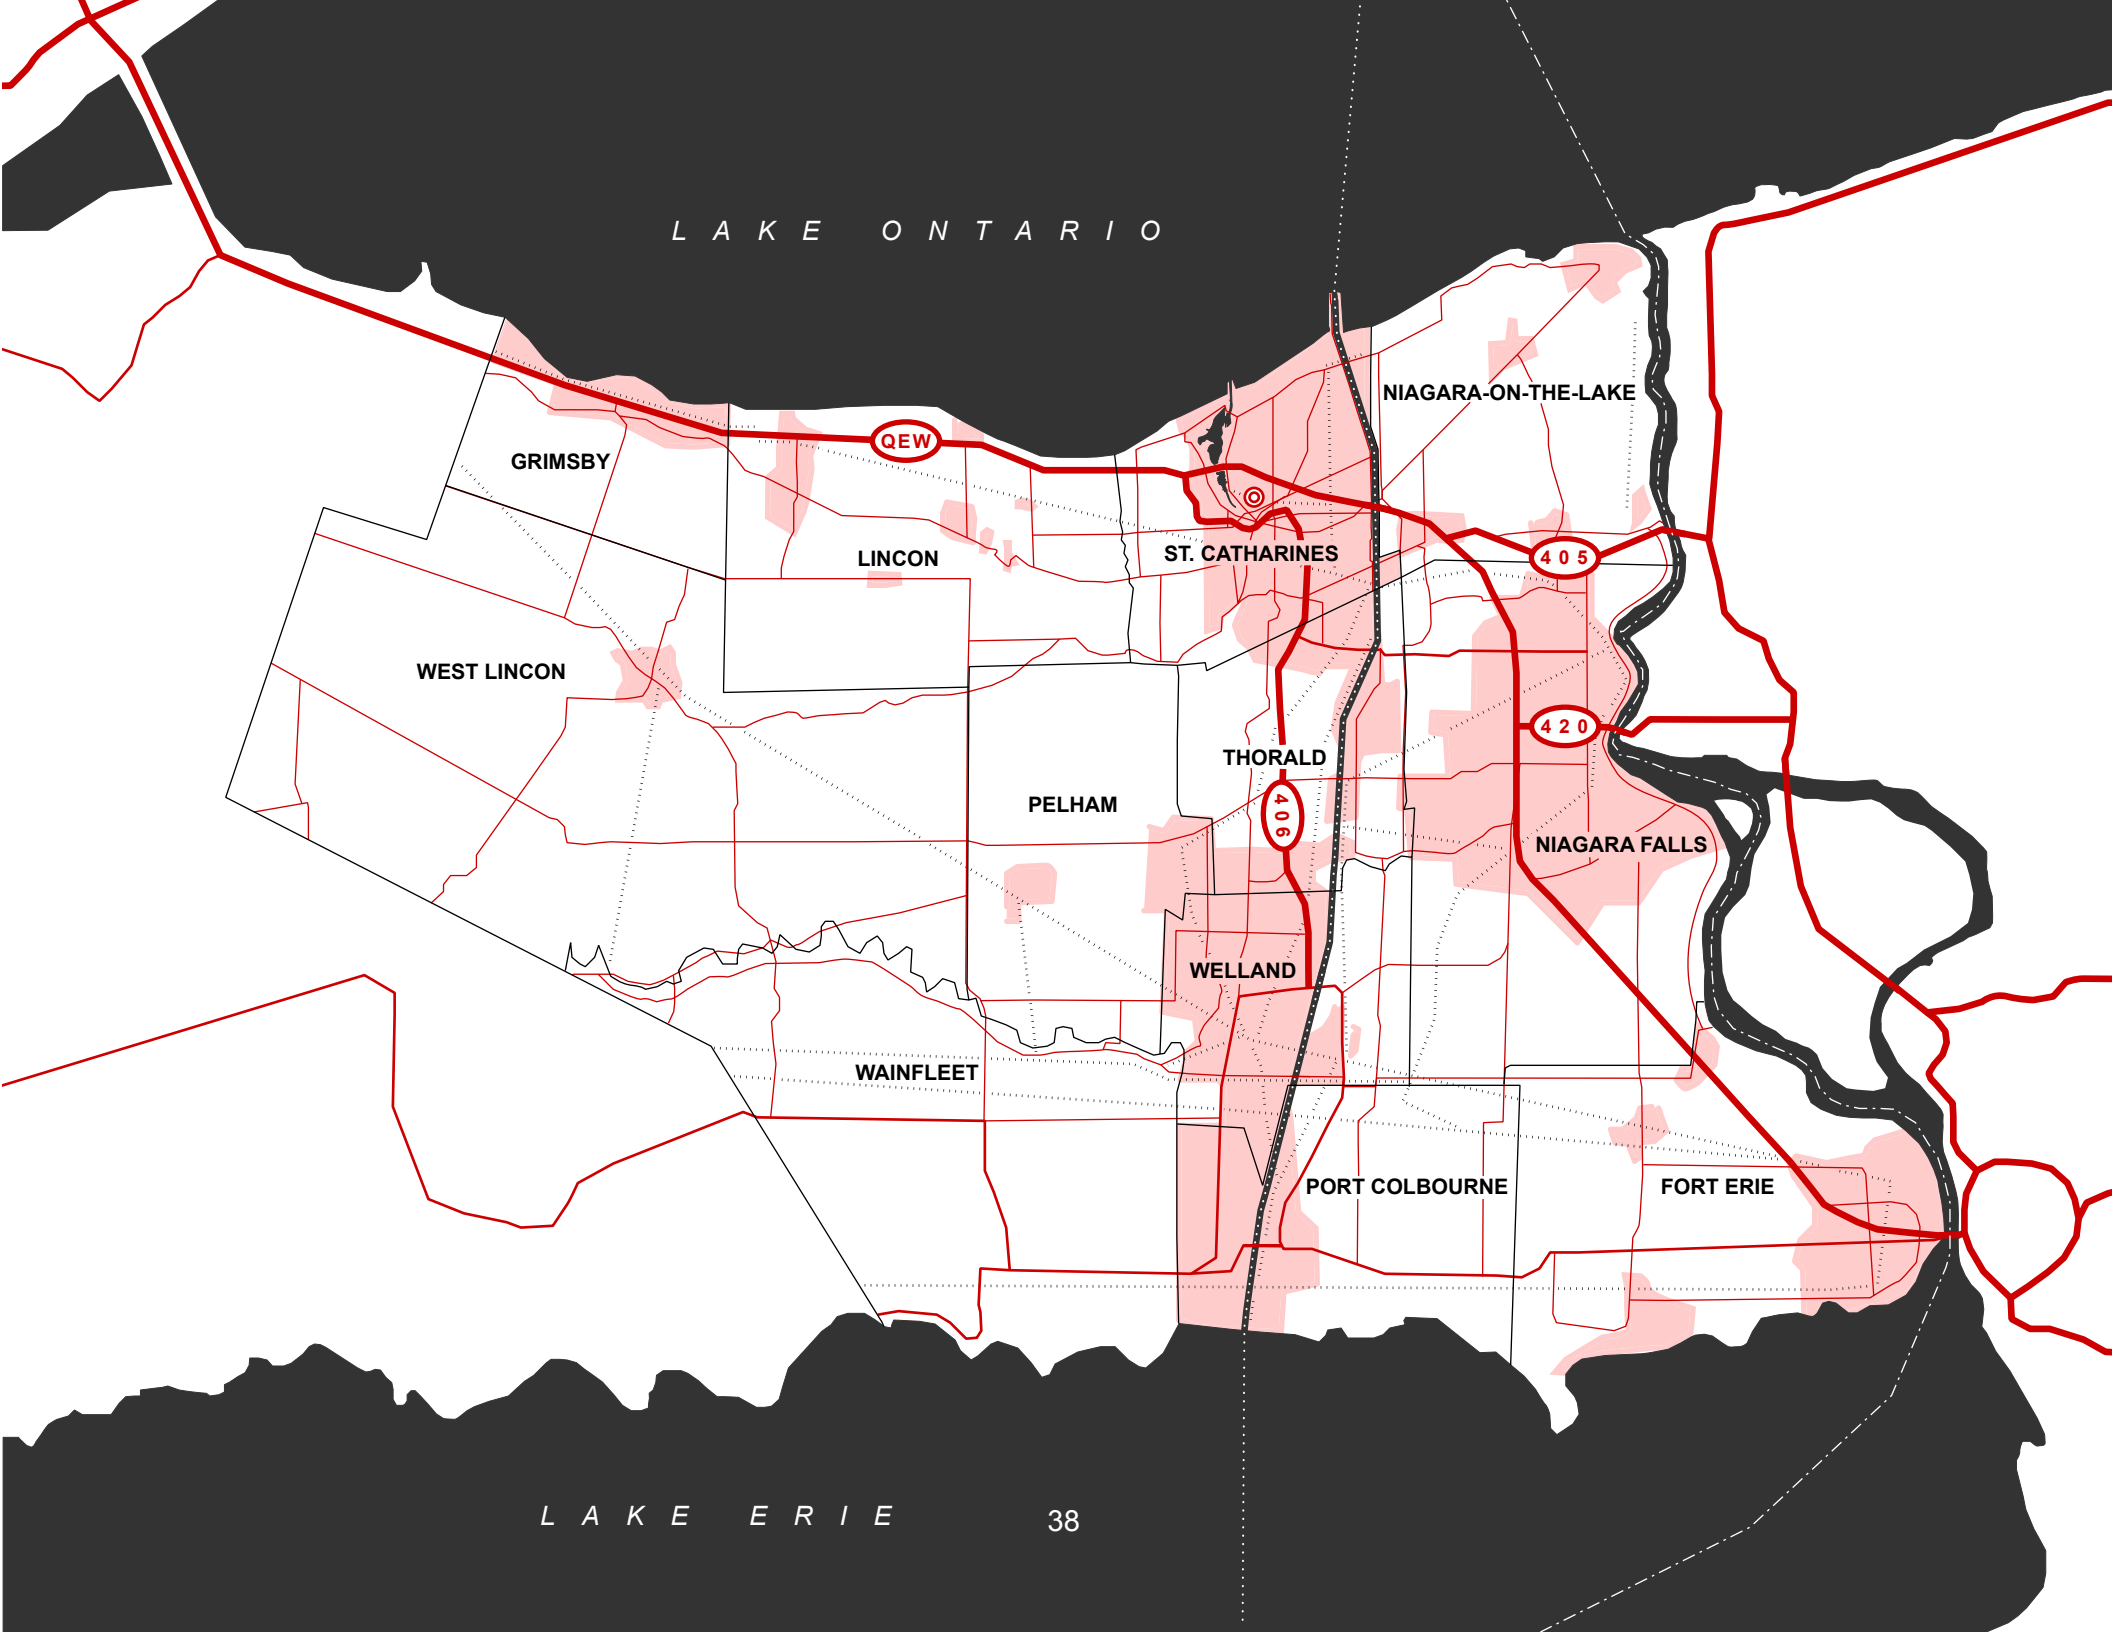 LAKE ONTARIO
NIAGARA-ON-THE-LAKE
QEW
GRIMSBY
LINCON
ST. CATHARINES
405
WEST LINCON
420
THORALD
PELHAM
406
NIAGARA FALLS
WELLAND
WAINFLEET
PORT COLBOURNE
FORT ERIE
LAKE ERIE
38